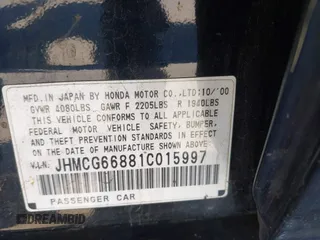 MFD.IN JAPAN BY HONDA MOTOR CO.,LTD:10/'00
GVWR 4080LBS GAWR F 2205LBS R 1940LBS
THIS VEHICLE CONFORMS TO ALL APPLICABLE
FEDERAL MOTOR VEHICLE SAFETY, BUMPER,
AND THEFT PREVENTION STANDARDS IN EFFECT
ON THE DATE OF MANUFACTURE SHOWN ABOVE.
V.I.N. JHMCG66881C015997
PASSENGER CAR
DREAMBID